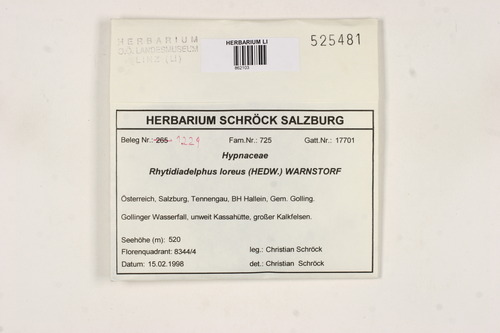 HERBARIUM
O.Ö. LANDESMUSEUM
LINZ (LI)
HERBARIUM LI
862103
525481
HERBARIUM SCHRÖCK SALZBURG
Beleg Nr.: 265 1229 Fam.Nr.: 725 Gatt.Nr.: 17701
Hypnaceae
Rhytidiadelphus loreus (HEDW.) WARNSTORF
Österreich, Salzburg, Tennengau, BH Hallein, Gem. Golling.
Gollinger Wasserfall, unweit Kassahütte, großer Kalkfelsen.
Seehöhe (m): 520
Florenquadrant: 8344/4 leg.: Christian Schröck
Datum: 15.02.1998 det.: Christian Schröck